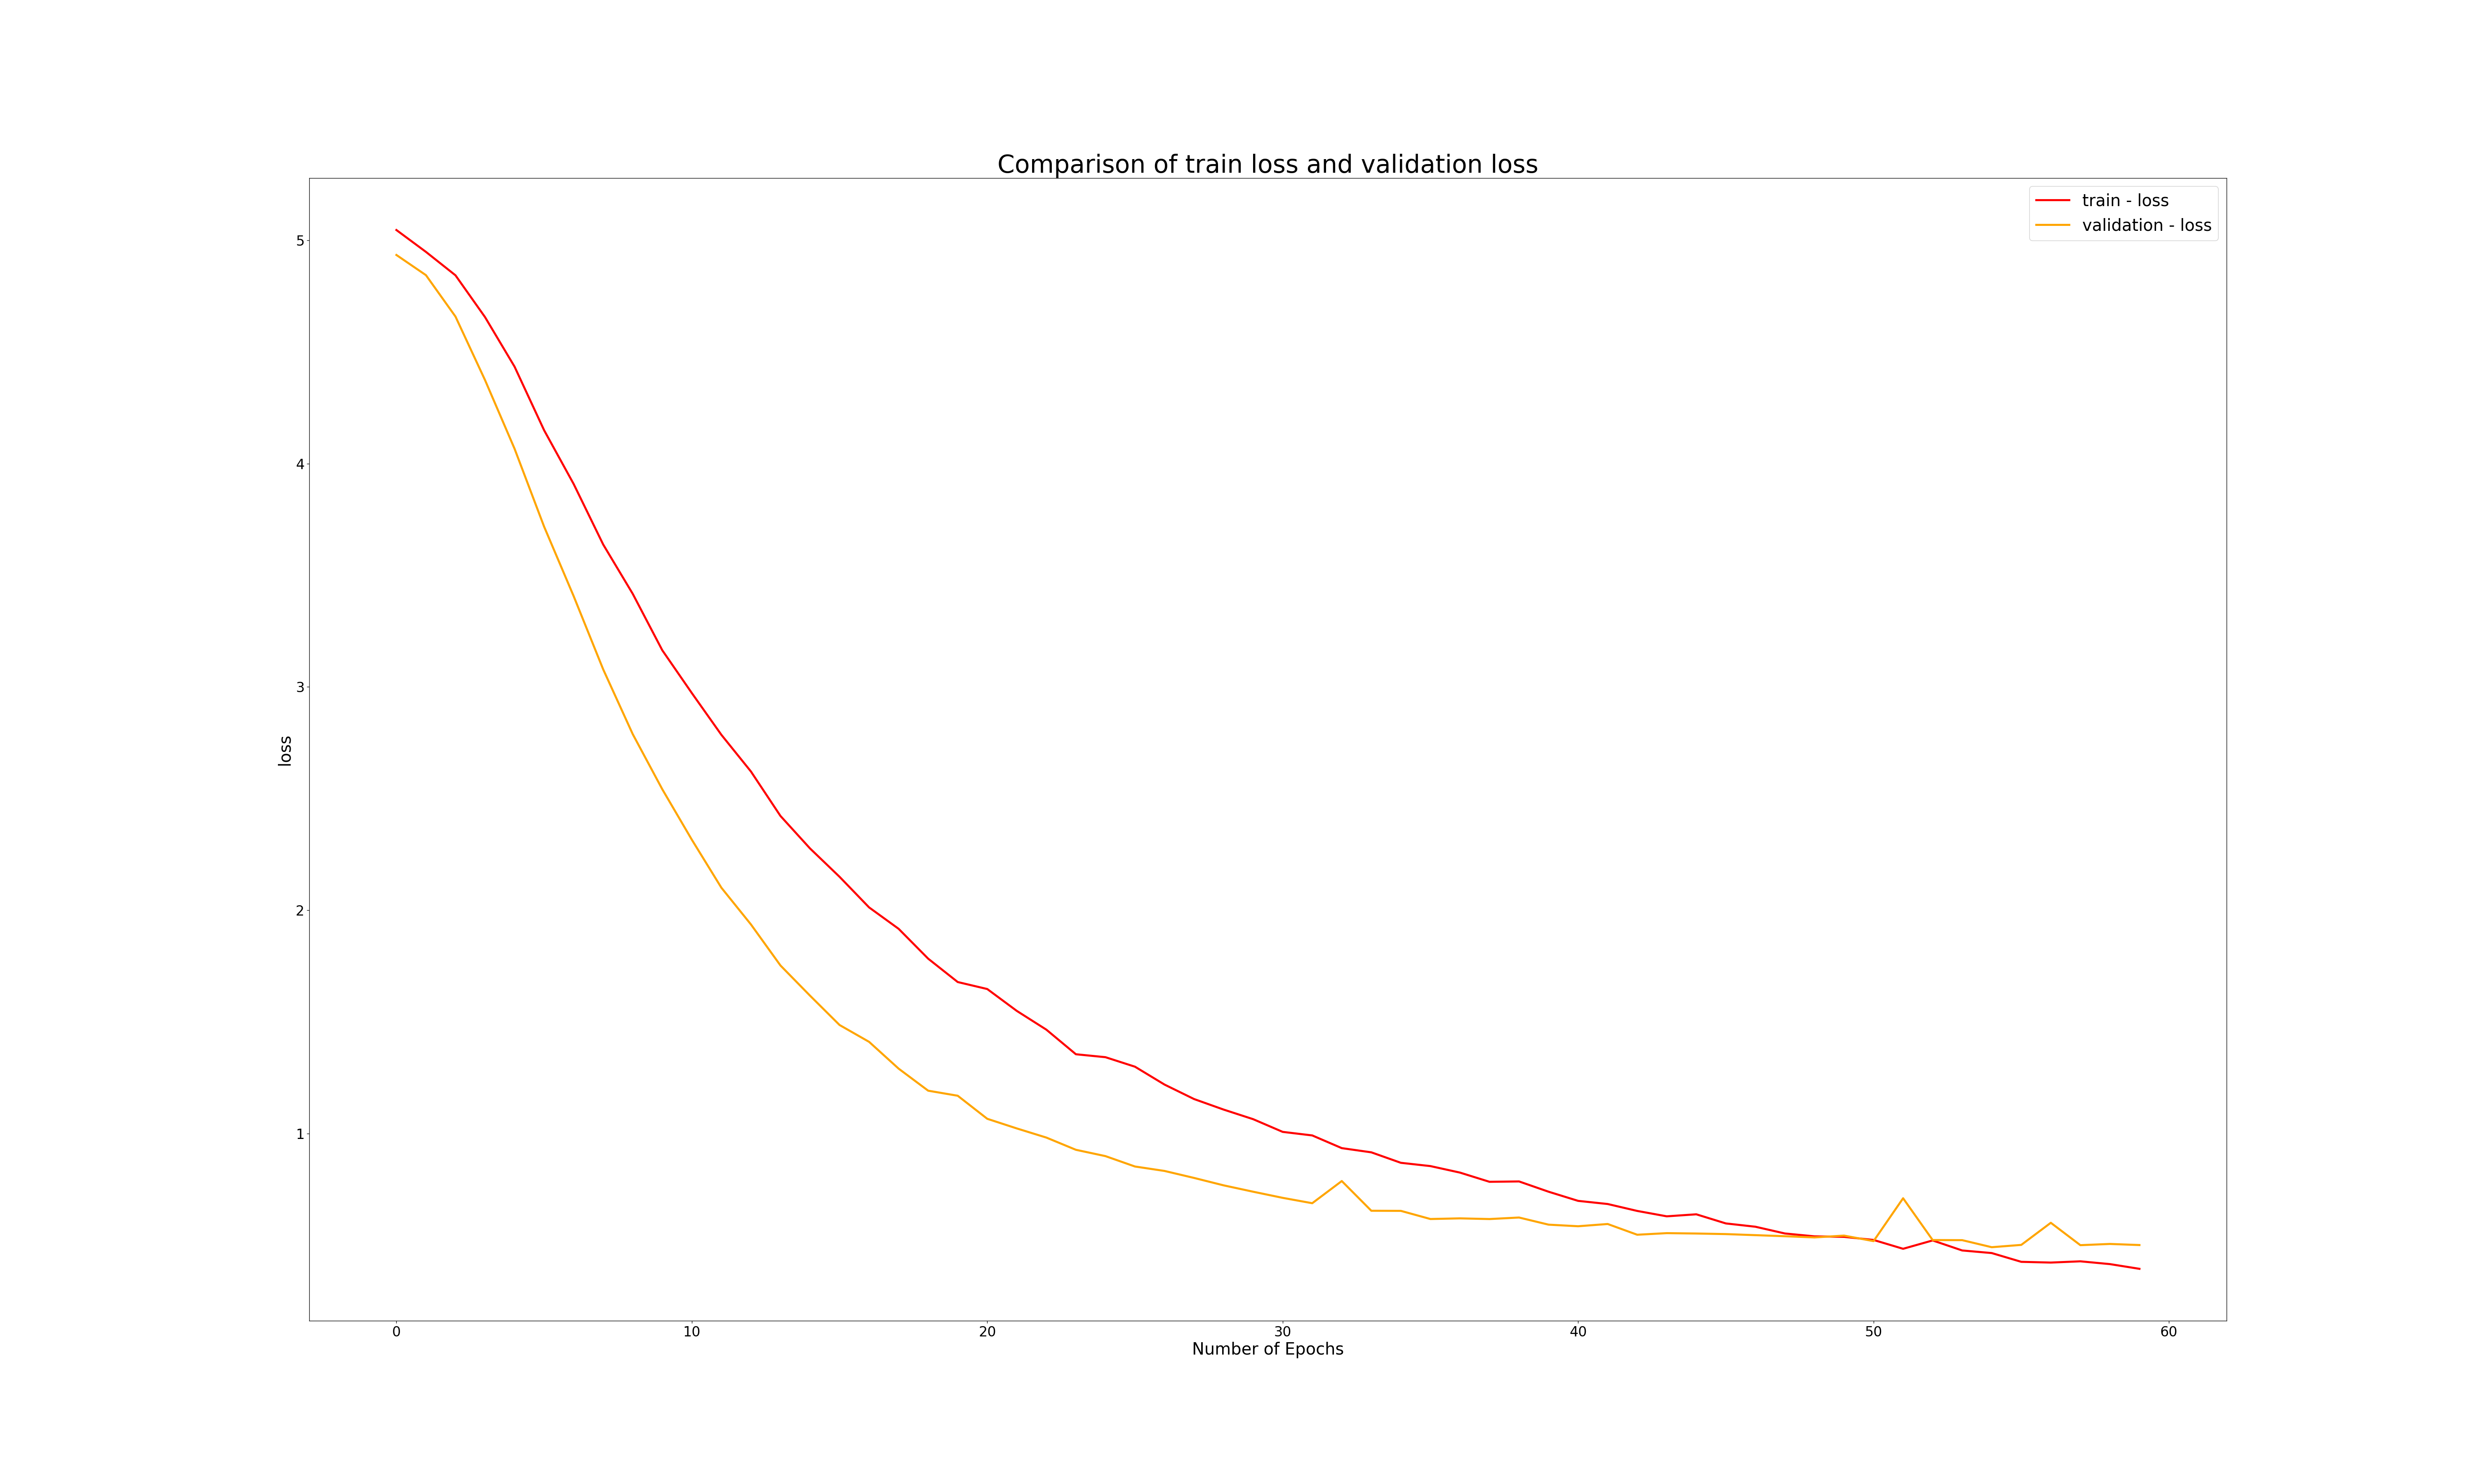 Comparison of train loss and validation loss
train - loss
validation - loss
5
4
3
2
1
loss
0 10 20 30 40 50 60
Number of Epochs